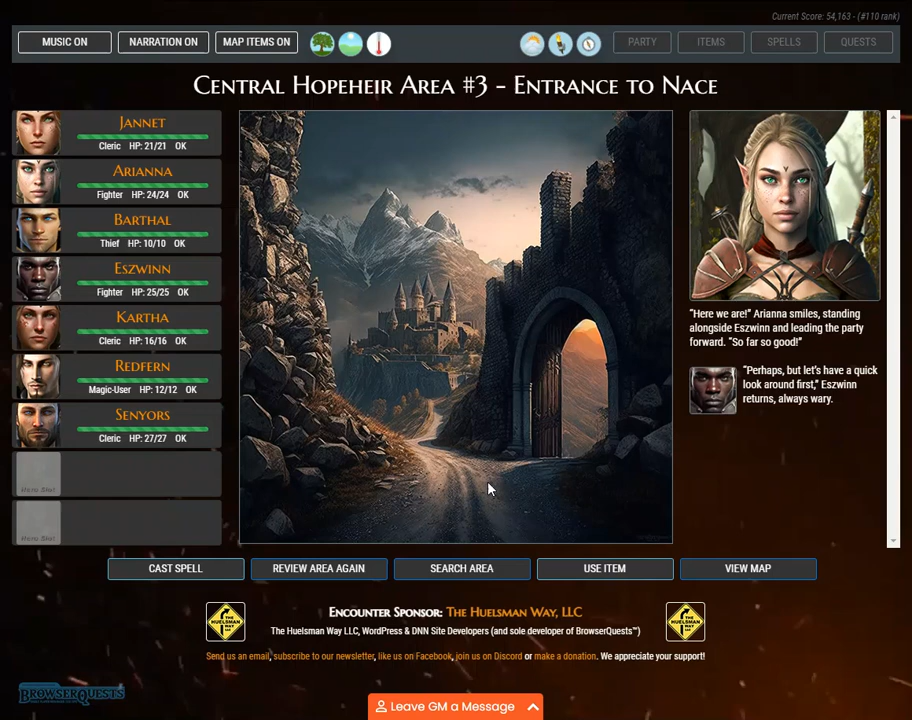 Current Score: 54,163 - (#110 rank)
MUSIC ON
NARRATION ON
MAP ITEMS ON
PARTY
ITEMS
SPELLS
QUESTS
Central Hopeheir Area #3 - Entrance to Nace
Jannet
Cleric HP: 21/21 OK
Arianna
Fighter HP: 24/24 OK
Barthal
Thief HP: 10/10 OK
Eszwinn
Fighter HP: 25/25 OK
Kartha
Cleric HP: 16/16 OK
Redfern
Magic-User HP: 12/12 OK
Senyors
Cleric HP: 27/27 OK
Hero Slot
Hero Slot
"Here we are!" Arianna smiles, standing
alongside Eszwinn and leading the party
forward. "So far so good!"
"Perhaps, but let's have a quick
look around first," Eszwinn
returns, always wary.
CAST SPELL
REVIEW AREA AGAIN
SEARCH AREA
USE ITEM
VIEW MAP
THE
HUELSMAN
WAY
Encounter Sponsor: The Huelsman Way, LLC
The Huelsman Way LLC, WordPress & DNN Site Developers (and sole developer of BrowserQuests™)
THE
HUELSMAN
WAY
Send us an email, subscribe to our newsletter, like us on Facebook, join us on Discord or make a donation. We appreciate your support!
BrowserQuests
Leave GM a Message